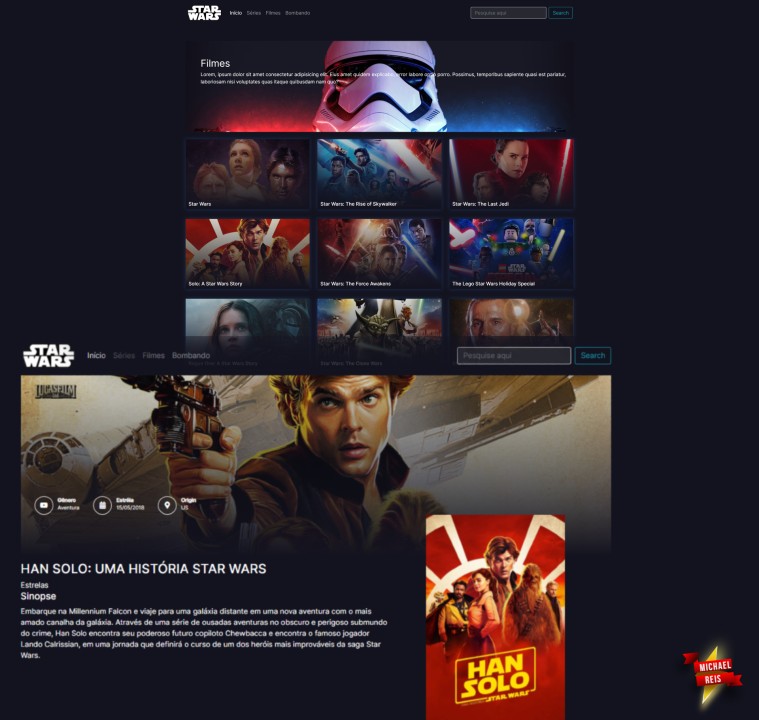 STAR WARS
Início Séries Filmes Bombando
Pesquise aqui
Search
Filmes
Lorem, ipsum dolor sit amet consectetur adipisicing elit. Eius amet quidem error labore porro. Possimus, temporibus sapiente quasi est pariatur,
laboriosam nisi voluptates quos itaque quibusdam nam quo?
Star Wars
Star Wars: The Rise of Skywalker
Star Wars: The Last Jedi
Solo: A Star Wars Story
Star Wars: The Force Awakens
The Lego Star Wars Holiday Special
Star Wars: The Clone Wars
STAR WARS
Início Séries Filmes Bombando
Pesquise aqui
Search
LUCASFILM
Gênero
Aventura
Estréia
15/05/2018
Origin
US
HAN SOLO: UMA HISTÓRIA STAR WARS
Estrelas
Sinopse
Embarque na Millennium Falcon e viaje para uma galáxia distante em uma nova aventura com o mais
amado canalha da galáxia. Através de uma série de ousadas aventuras no obscuro e perigoso submundo
do crime, Han Solo encontra seu poderoso futuro copiloto Chewbacca e encontra o famoso jogador
Lando Calrissian, em uma jornada que definirá o curso de um dos heróis mais improváveis da saga Star
Wars.
HAN
SOLO
STAR WARS
MICHAEL
REIS